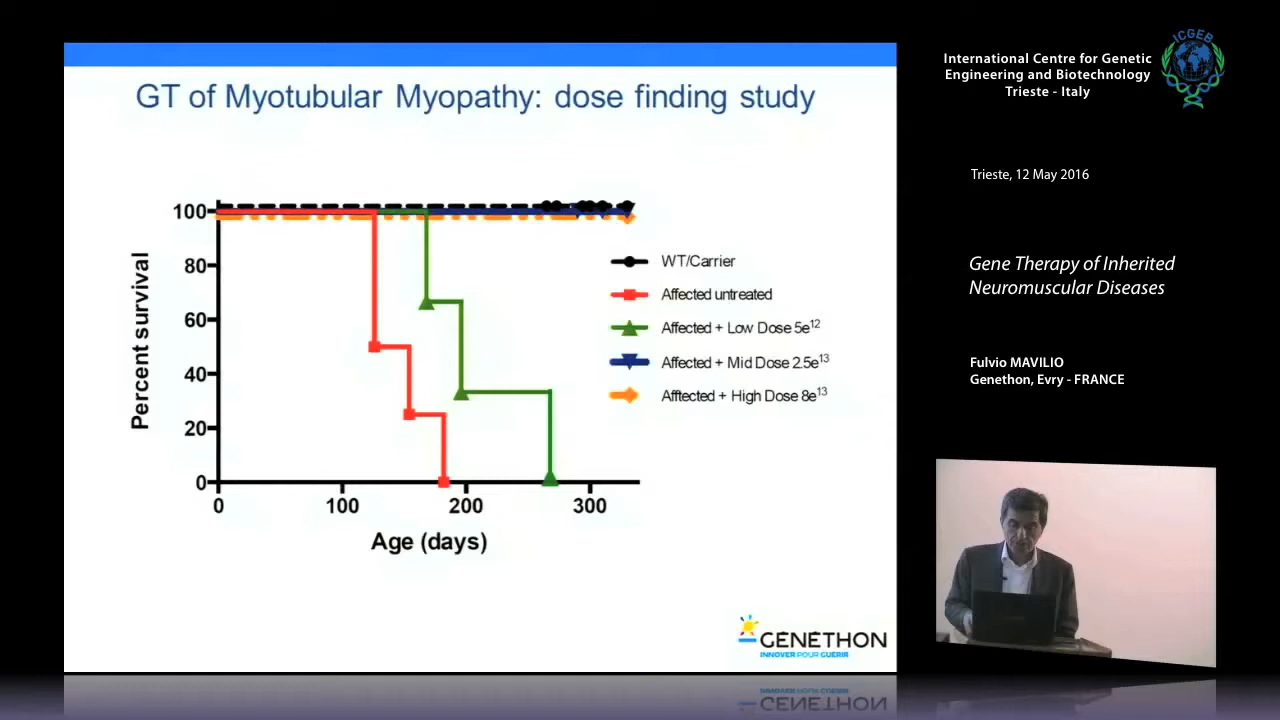 GT of Myotubular Myopathy: dose finding study
100
80
60
40
20
0
Percent survival
0
100
200
300
Age (days)
WT/Carrier
Affected untreated
Affected + Low Dose 5e12
Affected + Mid Dose 2.5e13
Afftected + High Dose 8e13
GENETHON
INNOVER POUR GUÉRIR
International Centre for Genetic
Engineering and Biotechnology
Trieste - Italy
ICGEB
Trieste, 12 May 2016
Gene Therapy of Inherited
Neuromuscular Diseases
Fulvio MAVILIO
Genethon, Evry - FRANCE